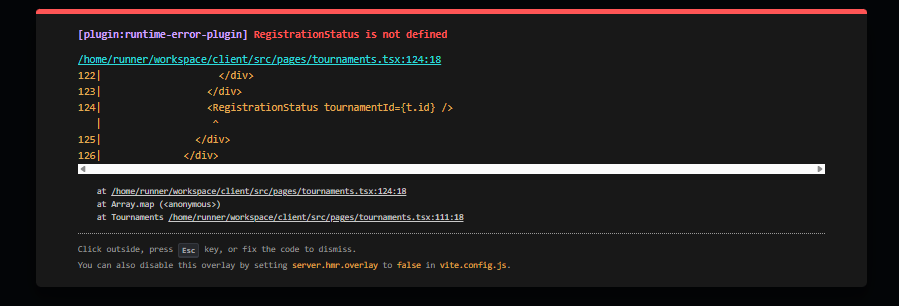 [plugin:runtime-error-plugin] RegistrationStatus is not defined
/home/runner/workspace/client/src/pages/tournaments.tsx:124:18
122|                    </div>
123|                  </div>
124|                  <RegistrationStatus tournamentId={t.id} />
   |                   ^
125|                </div>
126|              </div>
at /home/runner/workspace/client/src/pages/tournaments.tsx:124:18
at Array.map (<anonymous>)
at Tournaments /home/runner/workspace/client/src/pages/tournaments.tsx:111:18
Click outside, press Esc key, or fix the code to dismiss.
You can also disable this overlay by setting server.hmr.overlay to false in vite.config.js.